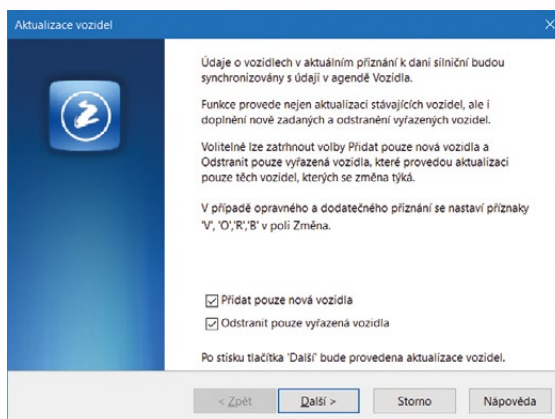 Aktualizace vozidel
Údaje o vozidlech v aktuálním přiznání k dani silniční budou
synchronizovány s údaji v agendě Vozidla.
Funkce provede nejen aktualizaci stávajících vozidel, ale i
doplnění nově zadaných a odstranění vyřazených vozidel.
Volitelně lze zatrhnout volby Přidat pouze nová vozidla a
Odstranit pouze vyřazená vozidla, které provedou aktualizaci
pouze těch vozidel, kterých se změna týká.
V případě opravného a dodatečného přiznání se nastaví příznaky
'V', 'O','R','B' v poli Změna.
Přidat pouze nová vozidla
Odstranit pouze vyřazená vozidla
Po stisku tlačítka 'Další' bude provedena aktualizace vozidel.
< Zpět
Další >
Storno
Nápověda